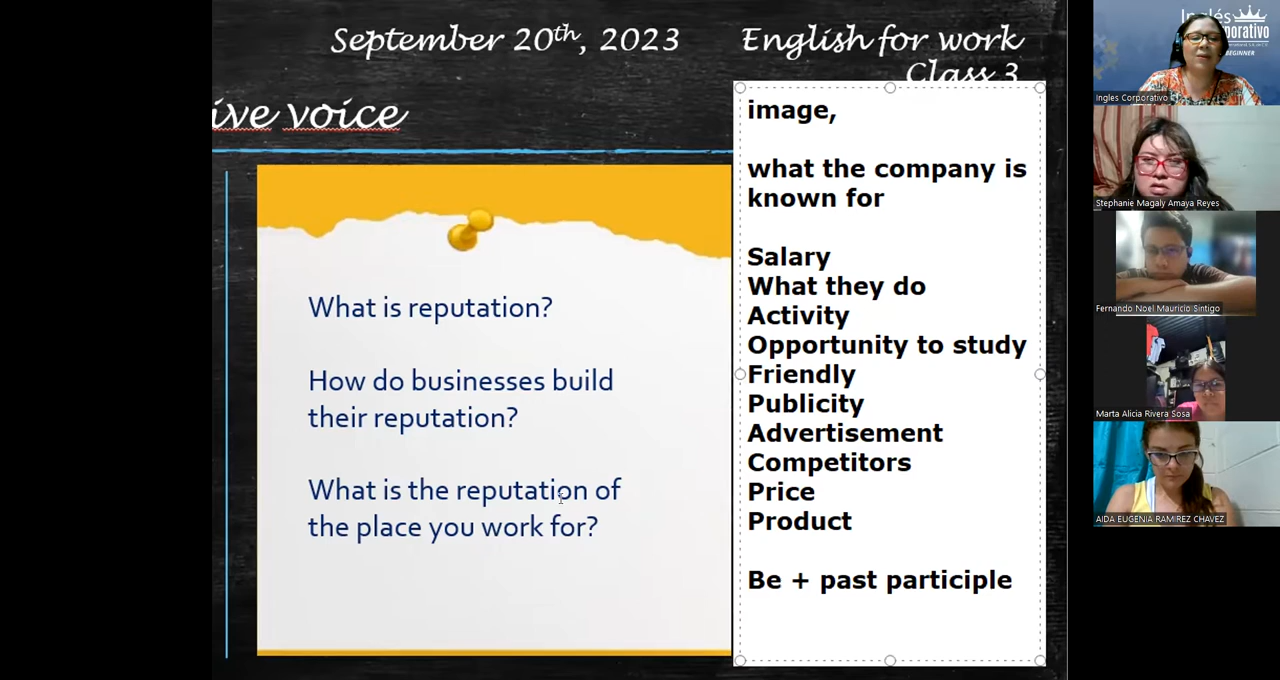 September 20th, 2023
English for work
Class 3
ive voice
What is reputation?
How do businesses build
their reputation?
What is the reputation of
the place you work for?
image,
what the company is
known for
Salary
What they do
Activity
Opportunity to study
Friendly
Publicity
Advertisement
Competitors
Price
Product
Be + past participle
Inglés
BEGINNER
Ingles Corporativo
Stephanie Magaly Amaya Reyes
Fernando Noel Mauricio Sintigo
Marta Alicia Rivera Sosa
AIDA EUGENIA RAMIREZ CHAVEZ